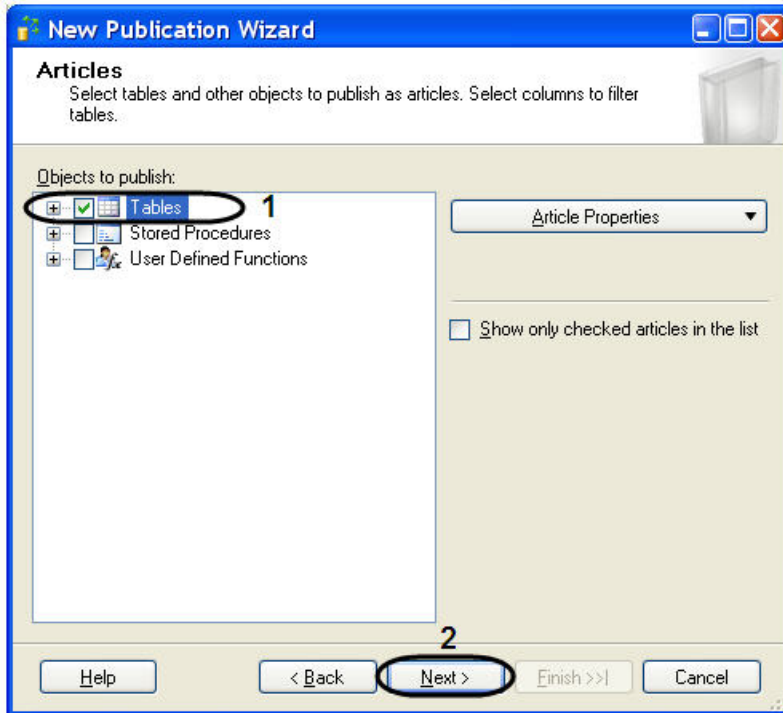 New Publication Wizard
Articles
Select tables and other objects to publish as articles. Select columns to filter
tables.
Objects to publish:
Tables
1
Article Properties
Stored Procedures
User Defined Functions
Show only checked articles in the list
2
Help
< Back
Next >
Finish >>|
Cancel